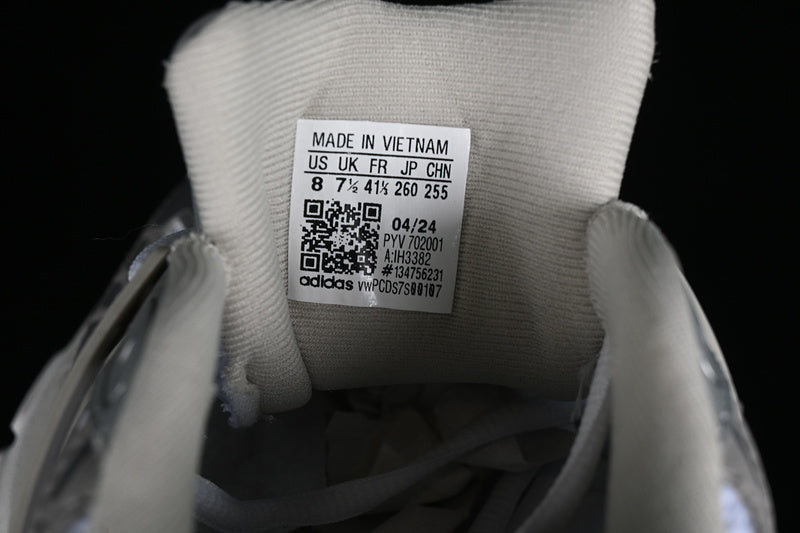 MADE IN VIETNAM
US UK FR JP CHN
8 7½ 41⅓ 260 255
04/24
PYV 702001
A:IH3382
#134756231
adidas vwPCDS7S00107